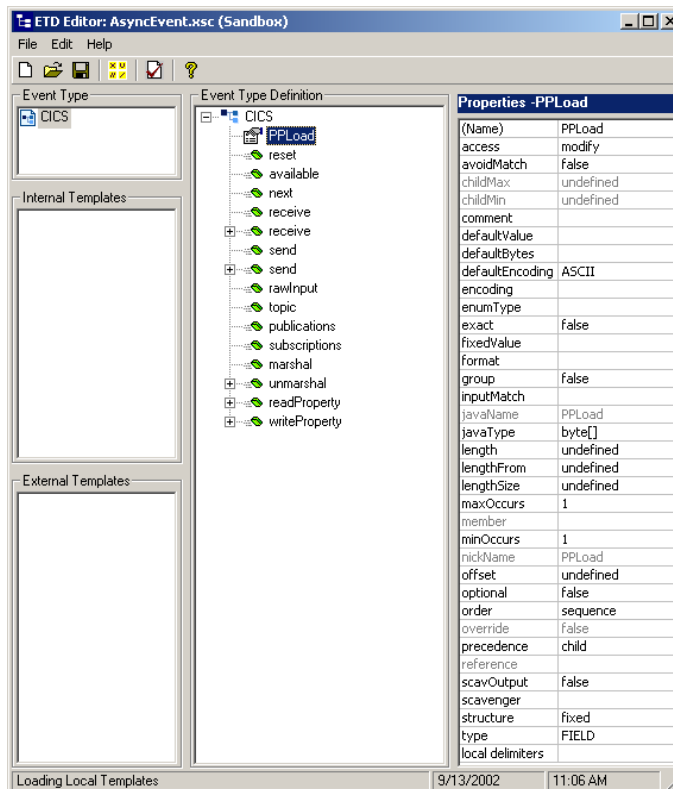 ETD Editor: AsyncEvent.xsc (Sandbox)
File Edit Help
Event Type
CICS
Internal Templates
External Templates
Event Type Definition
CICS
PPLoad
reset
available
next
receive
receive
send
send
rawInput
topic
publications
subscriptions
marshal
unmarshal
readProperty
writeProperty
Properties -PPLoad
(Name) PPLoad
access modify
avoidMatch false
childMax undefined
childMin undefined
comment
defaultValue
defaultBytes
defaultEncoding ASCII
encoding
enumType
exact false
fixedValue
format
group false
inputMatch
javaName PPLoad
javaType byte[]
length undefined
lengthFrom undefined
lengthSize undefined
maxOccurs 1
member
minOccurs 1
nickName PPLoad
offset undefined
optional false
order sequence
override false
precedence child
reference
scavOutput false
scavenger
structure fixed
type FIELD
local delimiters
Loading Local Templates 9/13/2002 11:06 AM